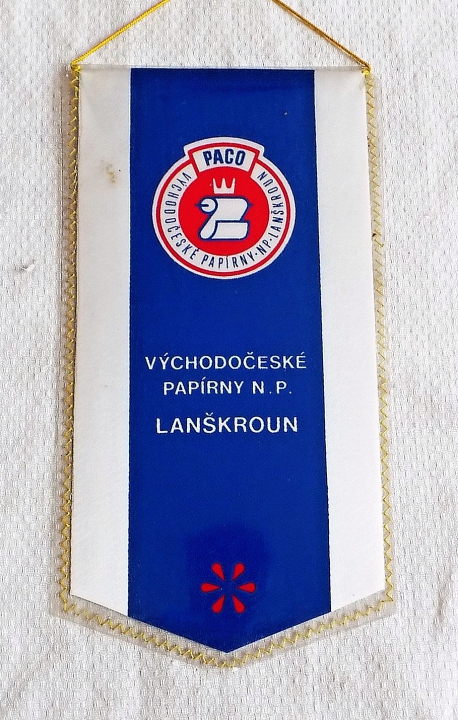 PACO
VÝCHODOČESKÉ PAPÍRNY·NP·LANŠKROUN
VÝCHODOČESKÉ
PAPÍRNY N.P.
LANŠKROUN